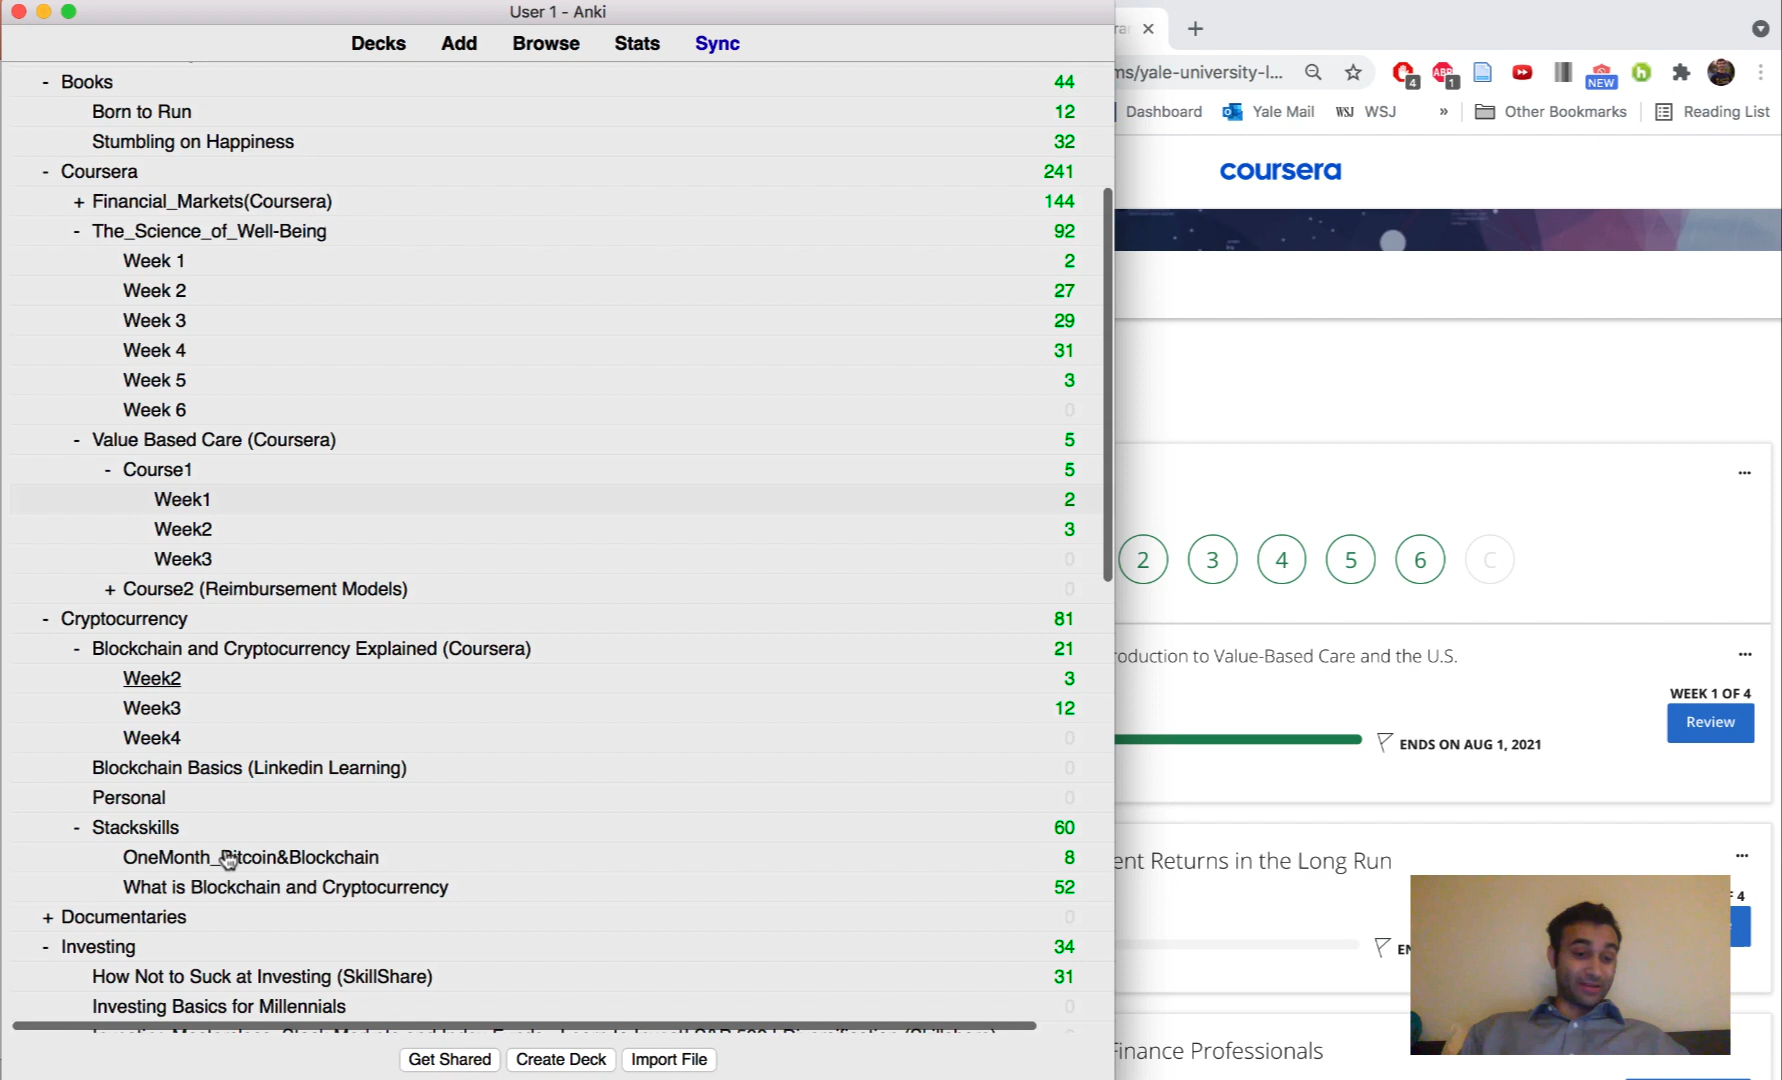 User 1 - Anki
Decks Add Browse Stats Sync
- Books 44
Born to Run 12
Stumbling on Happiness 32
- Coursera 241
+ Financial_Markets(Coursera) 144
- The_Science_of_Well-Being 92
Week 1 2
Week 2 27
Week 3 29
Week 4 31
Week 5 3
Week 6 0
- Value Based Care (Coursera) 5
- Course1 5
Week1 2
Week2 3
Week3 0
+ Course2 (Reimbursement Models) 0
- Cryptocurrency 81
- Blockchain and Cryptocurrency Explained (Coursera) 21
Week2 3
Week3 12
Week4 0
Blockchain Basics (Linkedin Learning) 0
Personal 0
- Stackskills 60
OneMonth_Bitcoin&Blockchain 8
What is Blockchain and Cryptocurrency 52
+ Documentaries 0
- Investing 34
How Not to Suck at Investing (SkillShare) 31
Investing Basics for Millennials 0
Get Shared Create Deck Import File
ms/yale-university-l...
4 ABP 1 NEW
Dashboard Yale Mail WSJ WSJ » Other Bookmarks Reading List
coursera
2 3 4 5 6 C
roduction to Value-Based Care and the U.S.
WEEK 1 OF 4
Review
ENDS ON AUG 1, 2021
ent Returns in the Long Run
F 4
EN
Finance Professionals